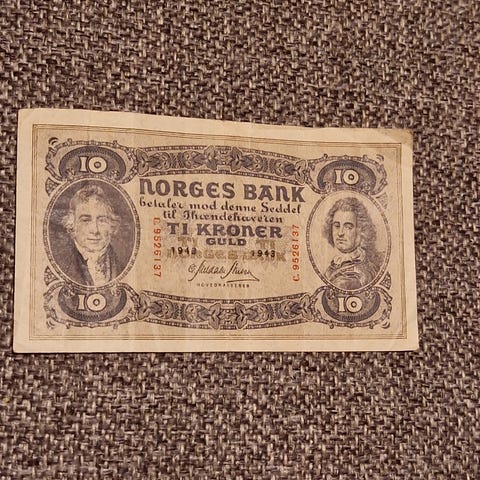 10 10
NORGES BANK
betaler mod denne Seddel
til Ihændehaveren
TI KRONER
GULD
1943 1943
C.9526137 C.9526137
HOVEDKASSERER
10 10